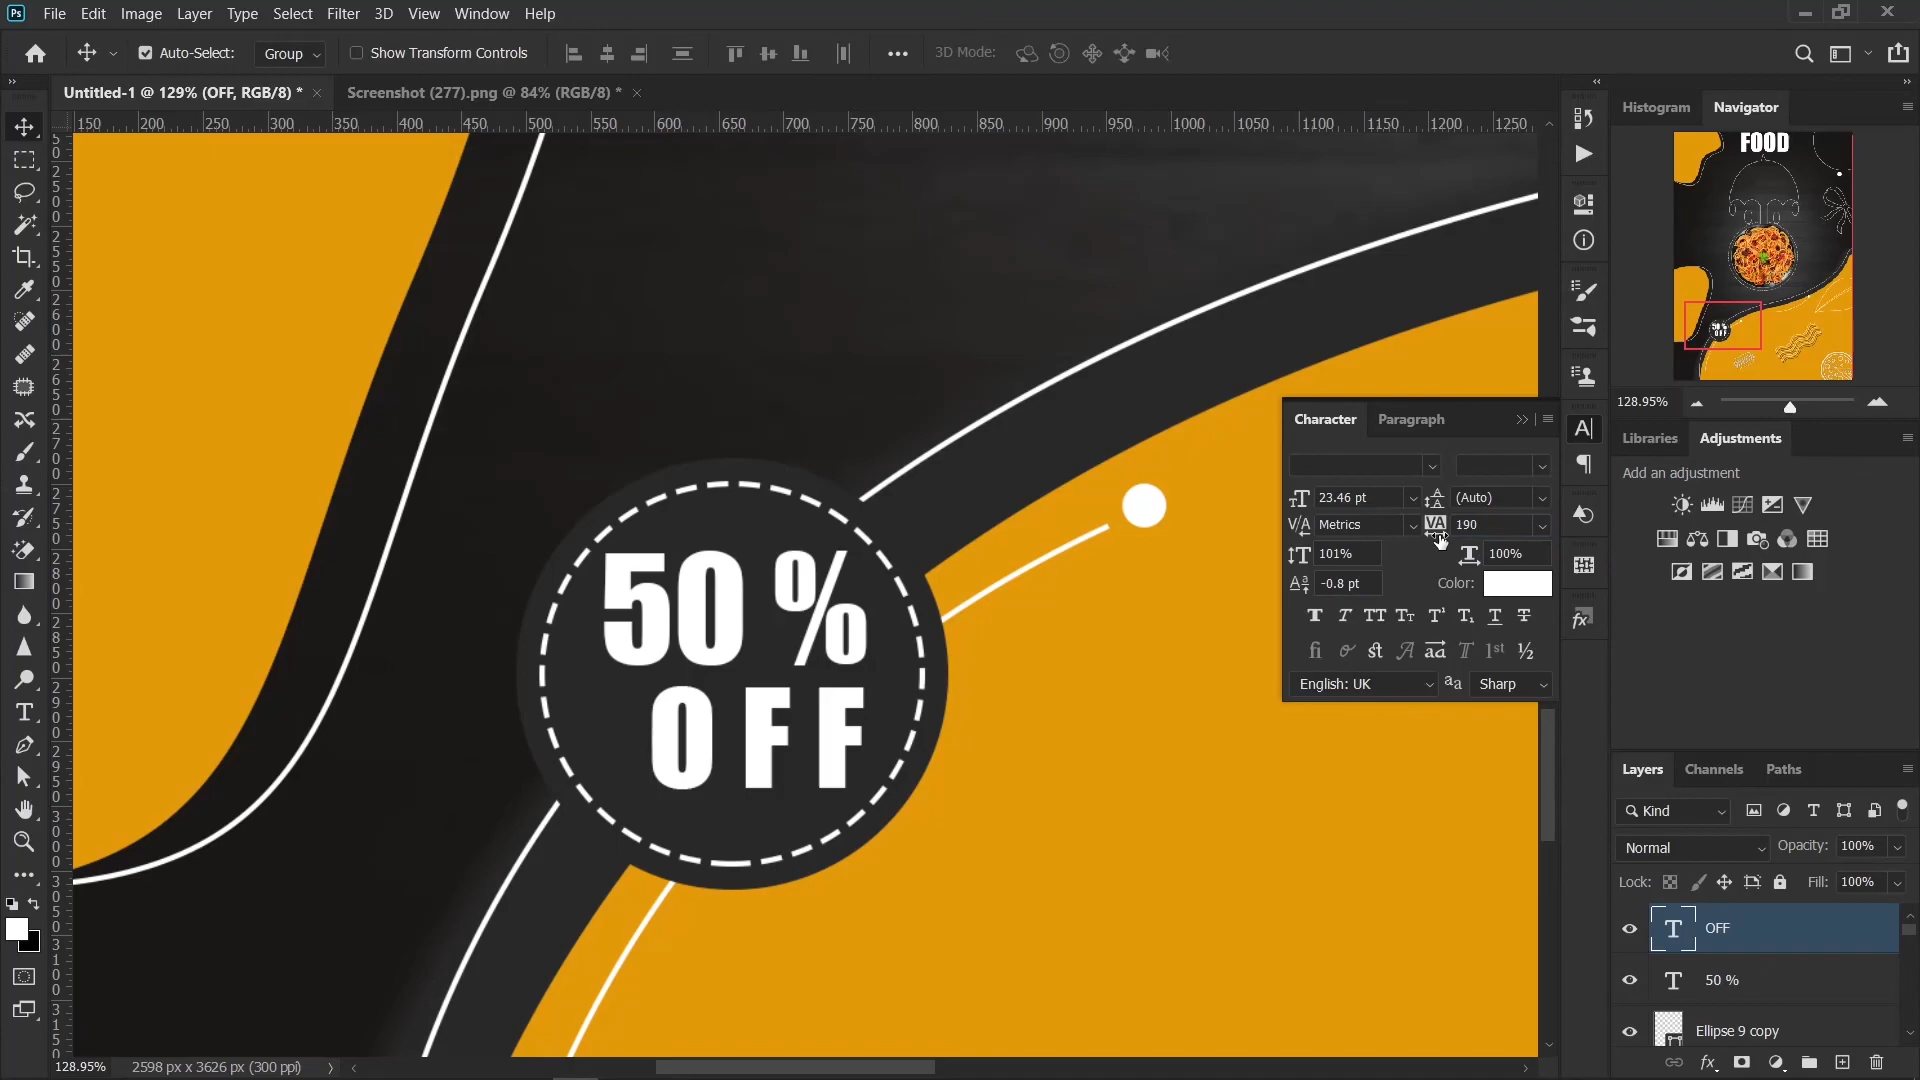 Ps File Edit Image Layer Type Select Filter 3D View Window Help
Auto-Select: Group Show Transform Controls 3D Mode:
Untitled-1 @ 129% (OFF, RGB/8) * × Screenshot (277).png @ 84% (RGB/8) * ×
150 200 250 300 350 400 450 500 550 600 650 700 750 800 850 900 950 1000 1050 1100 1150 1200 1250
Histogram Navigator
FOOD
50%
OFF
128.95%
Libraries Adjustments
Add an adjustment
Character Paragraph
23.46 pt (Auto)
Metrics 190
101% 100%
-0.8 pt Color:
English: UK Sharp
50 %
OFF
Layers Channels Paths
Kind
Normal Opacity: 100%
Lock: Fill: 100%
OFF
50 %
Ellipse 9 copy
128.95% 2598 px x 3626 px (300 ppi)